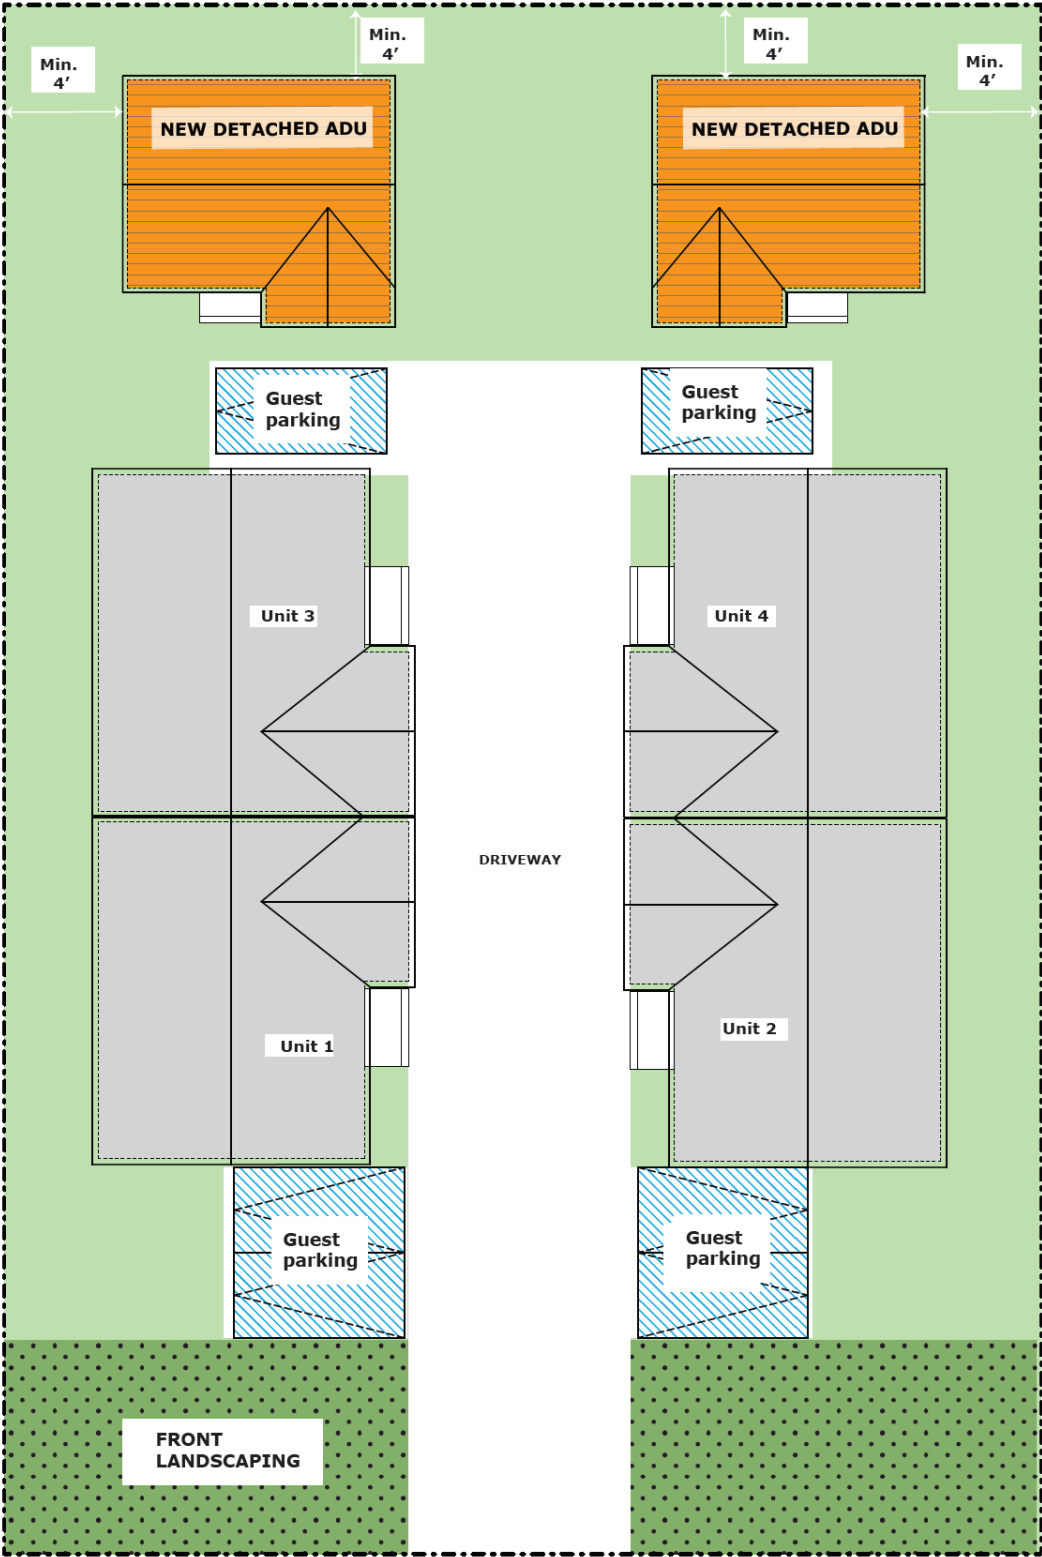 Min.
4’
Min.
4’
Min.
4’
Min.
4’
NEW DETACHED ADU
NEW DETACHED ADU
Guest
parking
Guest
parking
Unit 3
Unit 4
DRIVEWAY
Unit 1
Unit 2
Guest
parking
Guest
parking
FRONT
LANDSCAPING